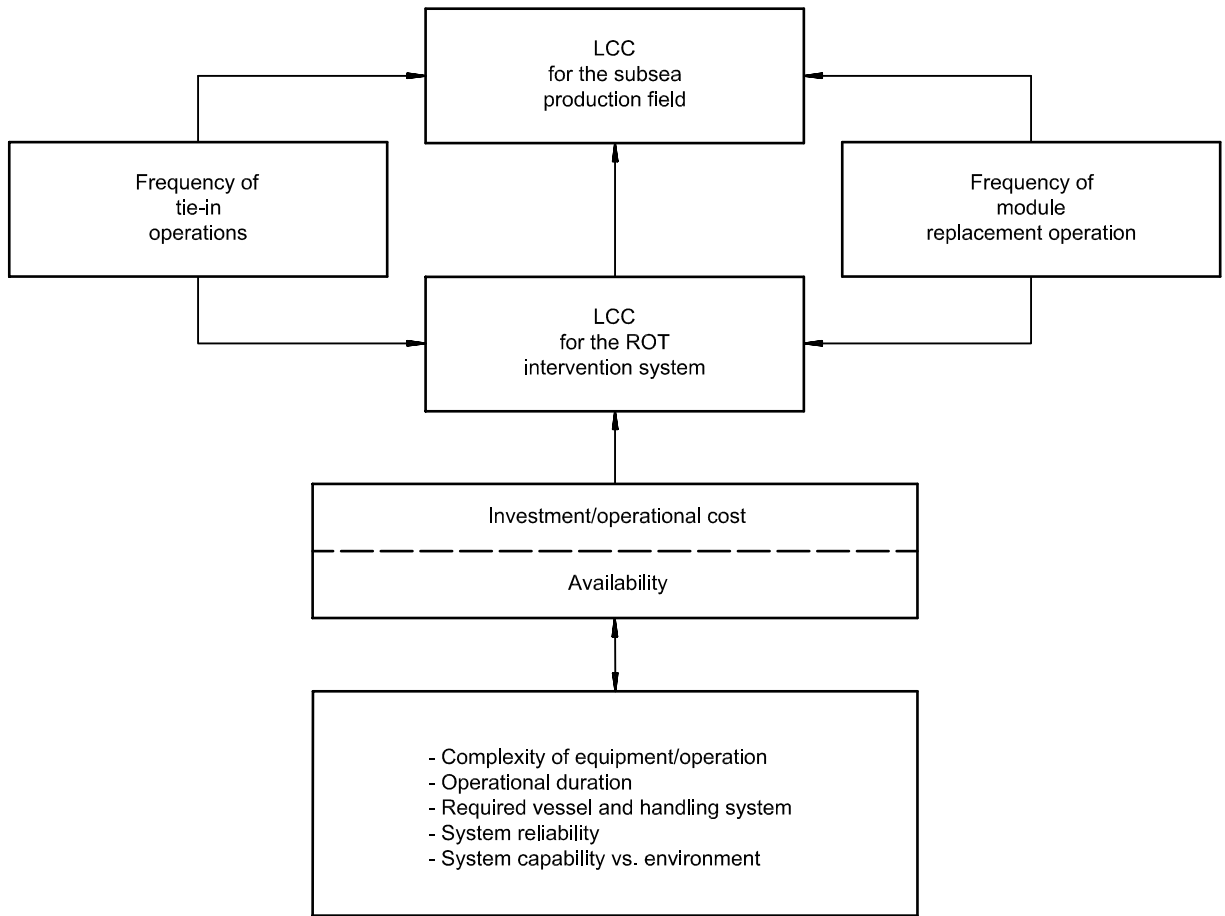 LCC
for the subsea
production field
Frequency of
tie-in
operations
Frequency of
module
replacement operation
LCC
for the ROT
intervention system
Investment/operational cost
Availability
- Complexity of equipment/operation
- Operational duration
- Required vessel and handling system
- System reliability
- System capability vs. environment